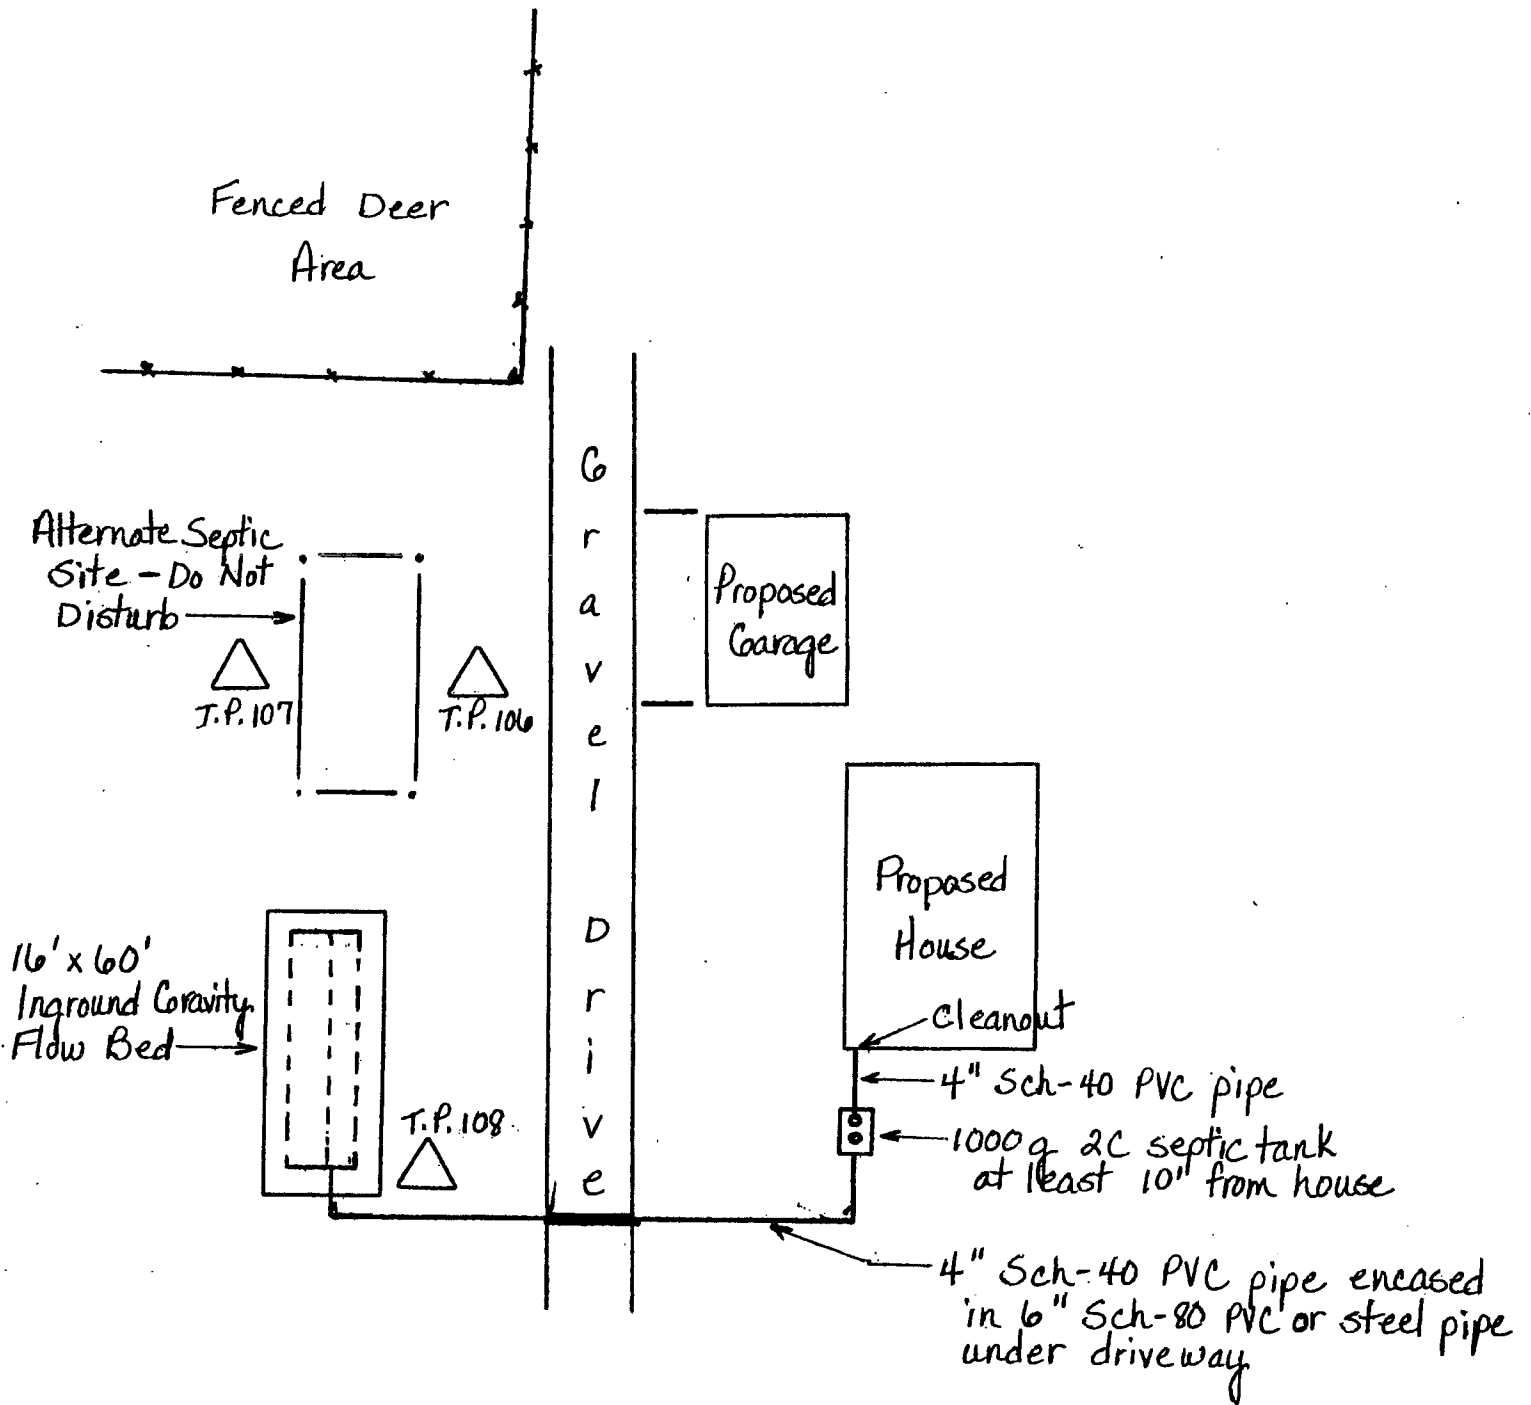 Fenced Deer
Area
Gravel Drive
Alternate Septic
Site - Do Not
Disturb
T.P. 107
T.P. 106
Proposed
Garage
Proposed
House
16' x 60'
Inground Gravity
Flow Bed
Cleanout
4" Sch-40 PVC pipe
T.P. 108
1000 g 2C septic tank
at least 10" from house
4" Sch-40 PVC pipe encased
in 6" Sch-80 PVC or steel pipe
under driveway